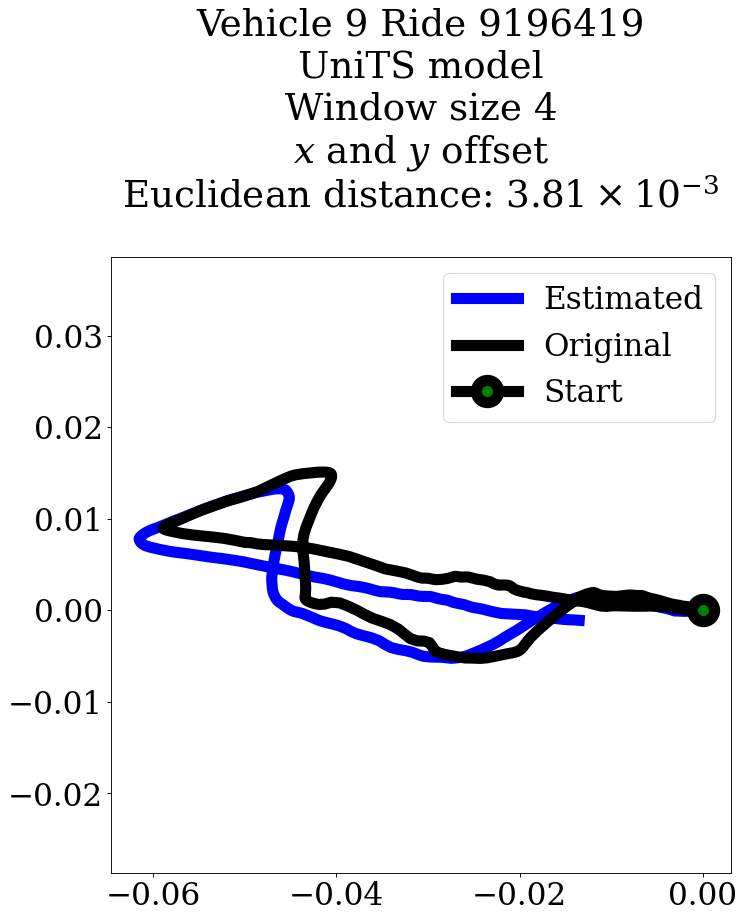 Vehicle 9 Ride 9196419
UniTS model
Window size 4
x and y offset
Euclidean distance: 3.81 × 10⁻³
Estimated
Original
Start
0.03
0.02
0.01
0.00
−0.01
−0.02
−0.06 −0.04 −0.02 0.00